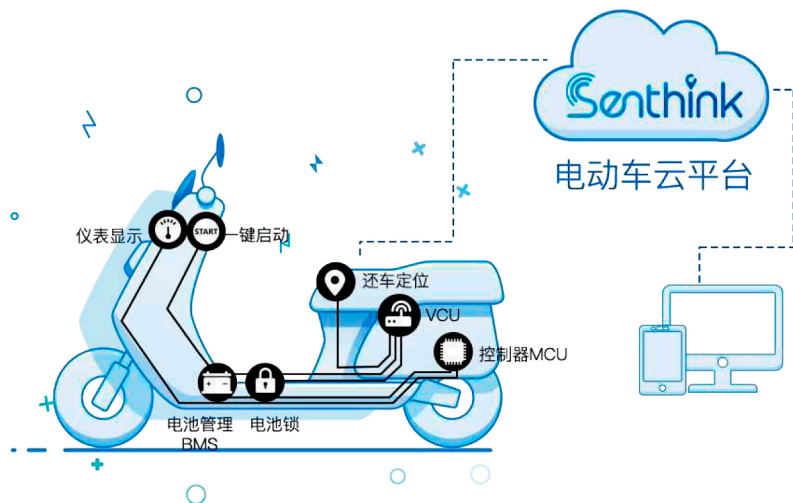 Senthink
电动车云平台
仪表显示
START
一键启动
还车定位
VCU
控制器MCU
电池管理
BMS
电池锁